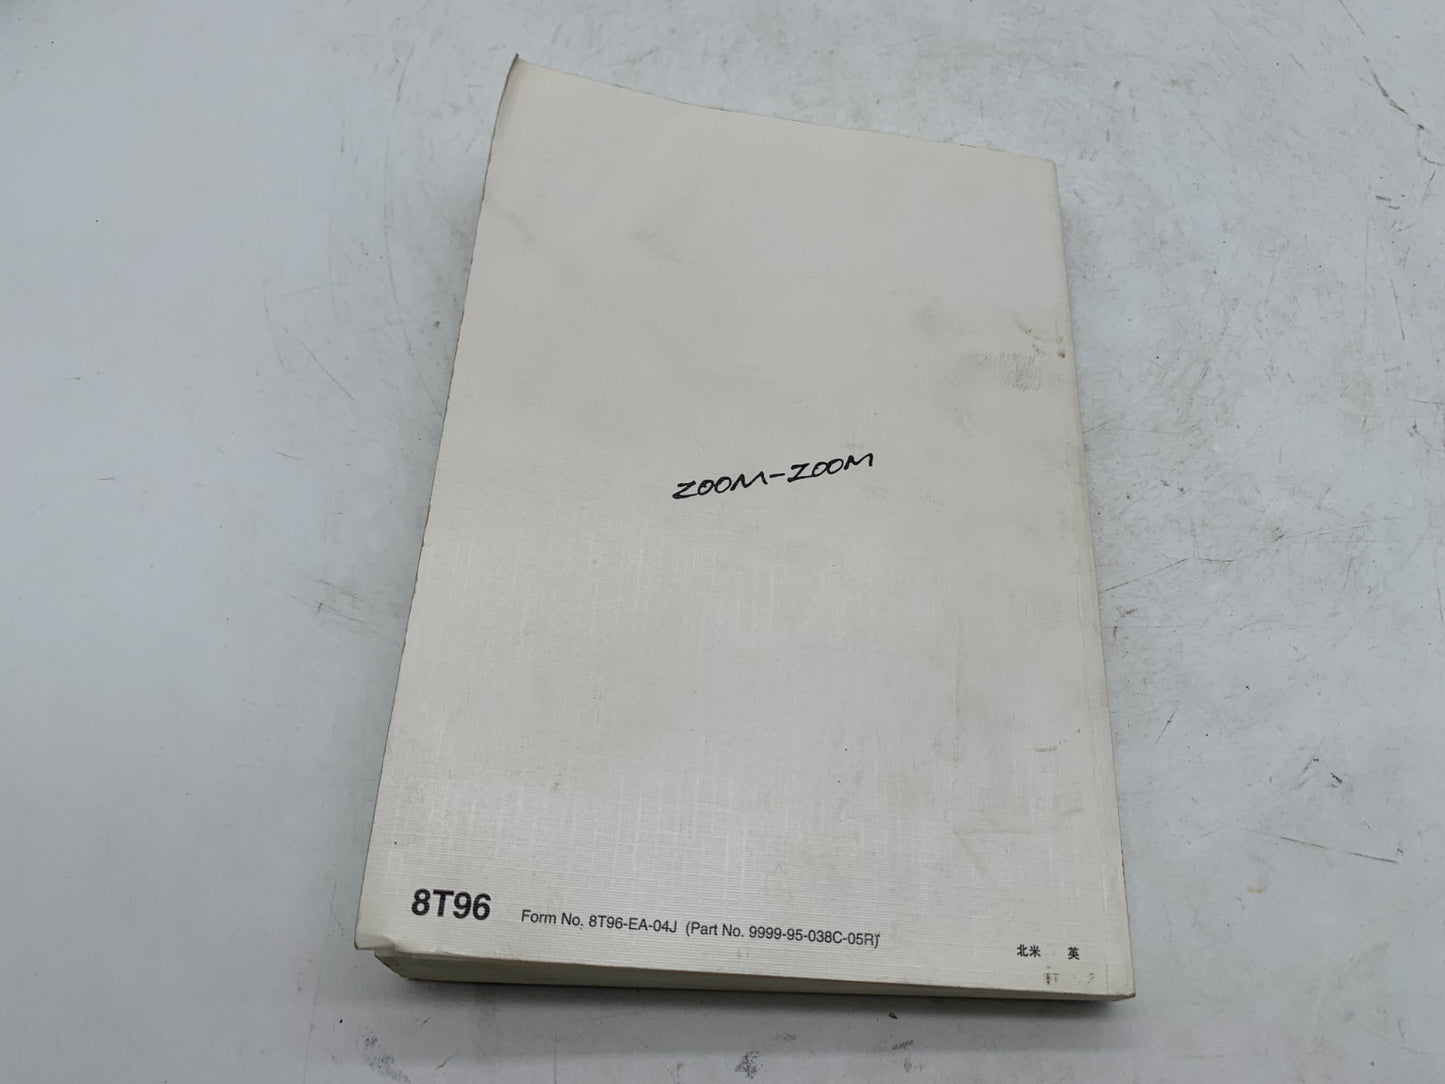 ZOOM-ZOOM
8T96 Form No. 8T96-EA-04J (Part No. 9999-95-038C-05R)
北米 英